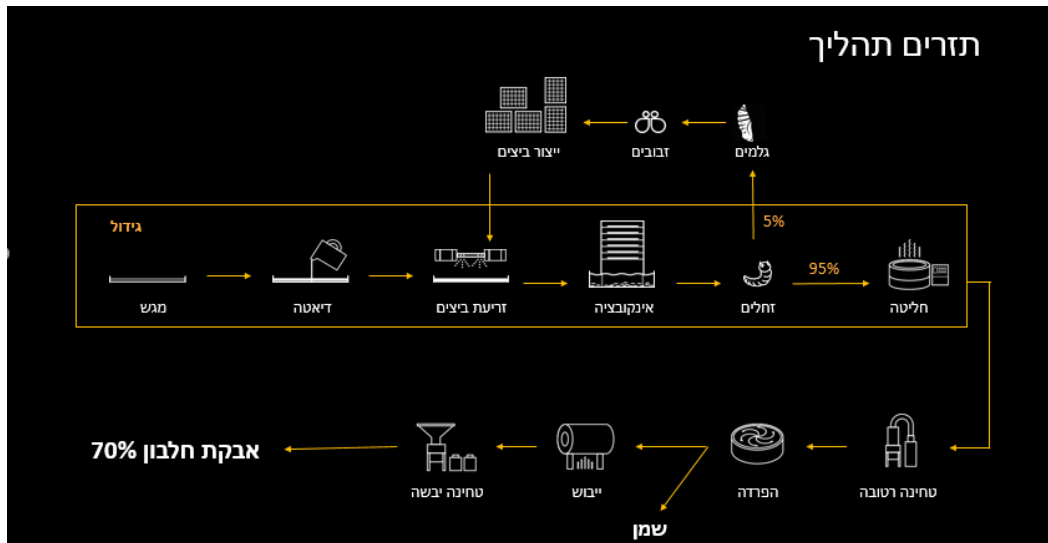 תזרים תהליך
גלמים
זבובים
ייצור ביצים
גידול
5%
95%
מגש
דיאטה
זריעת ביצים
אינקובציה
זחלים
חליטה
טחינה רטובה
הפרדה
שמן
ייבוש
טחינה יבשה
אבקת חלבון 70%